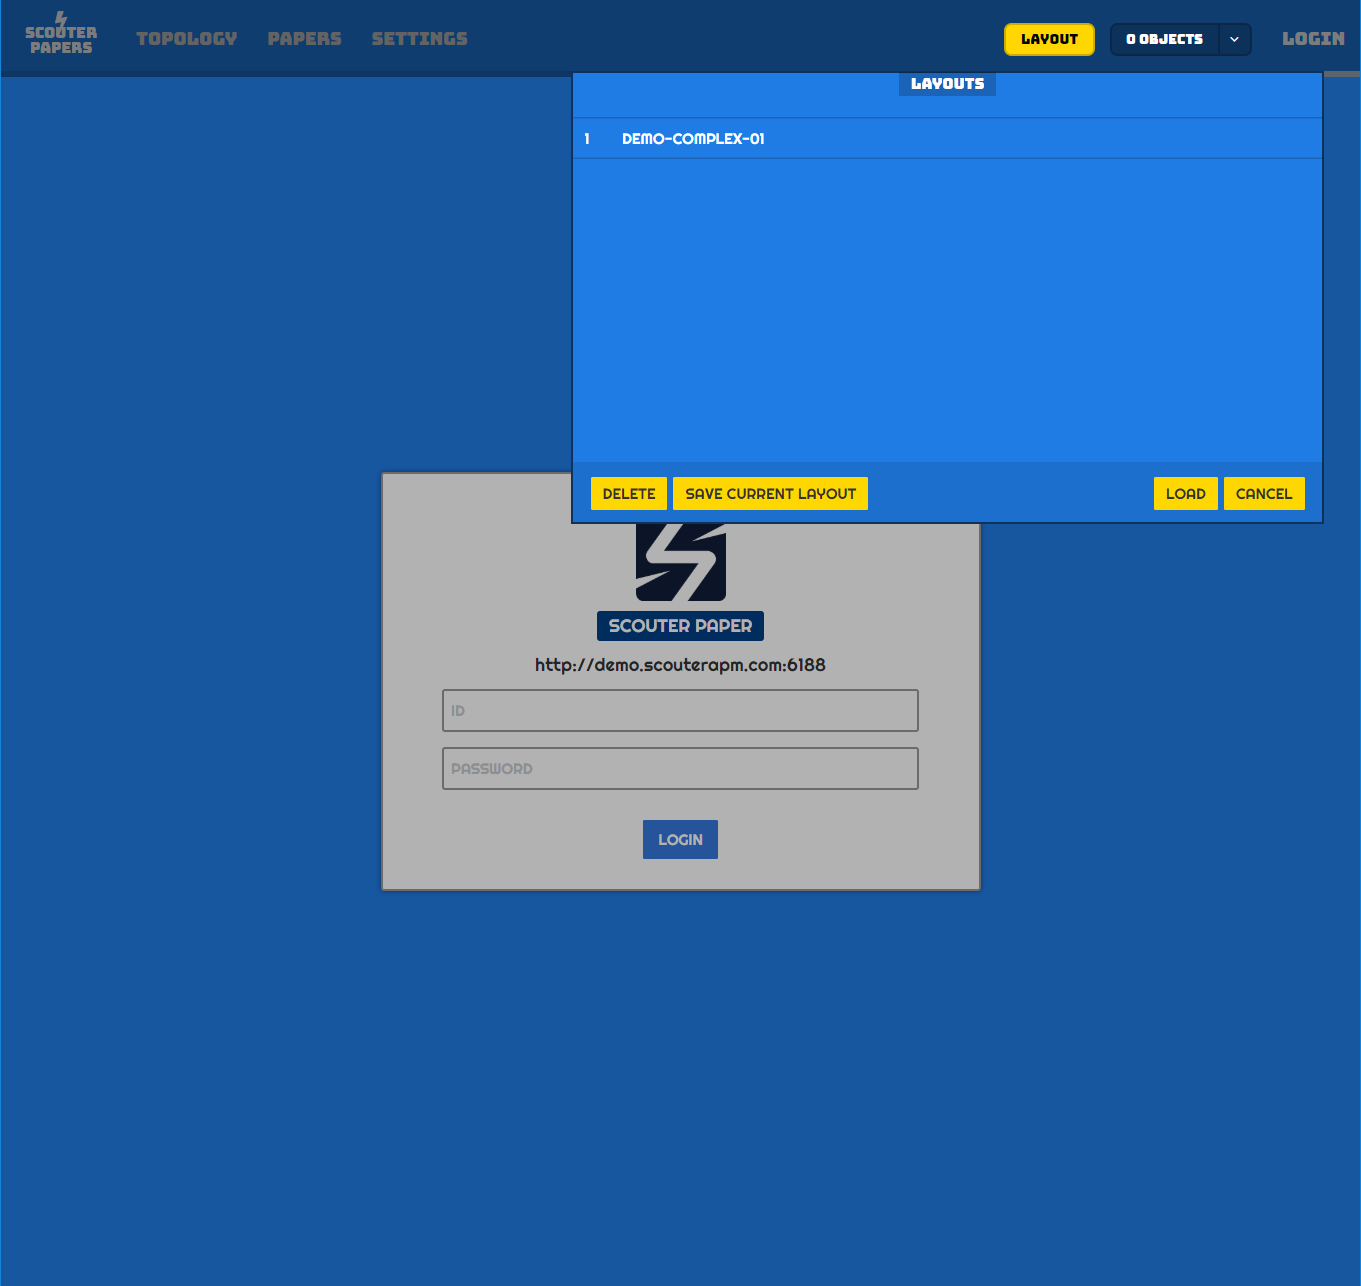 SCOUTER
PAPERS
TOPOLOGY PAPERS SETTINGS
LAYOUT 0 OBJECTS LOGIN
LAYOUTS
1 DEMO-COMPLEX-01
DELETE SAVE CURRENT LAYOUT LOAD CANCEL
SCOUTER PAPER
http://demo.scouterapm.com:6188
ID
PASSWORD
LOGIN